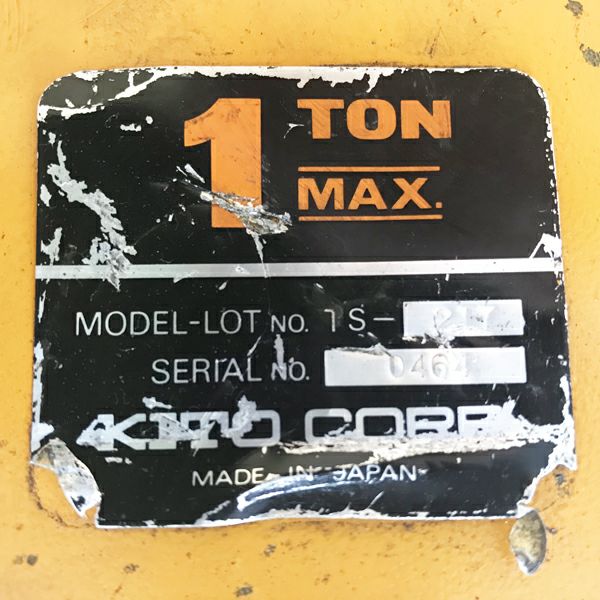 1 TON
MAX.
MODEL-LOT NO. 1S-
SERIAL NO. 0464
KITO CORP
MADE IN JAPAN